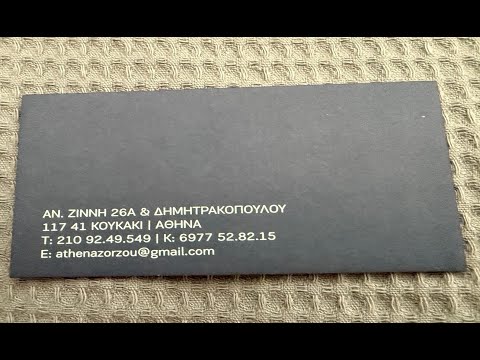 ΑΝ. ΖΙΝΝΗ 26Α & ΔΗΜΗΤΡΑΚΟΠΟΥΛΟΥ
117 41 ΚΟΥΚΑΚΙ | ΑΘΗΝΑ
Τ: 210 92.49.549 | Κ: 6977 52.82.15
E: athenazorzou@gmail.com